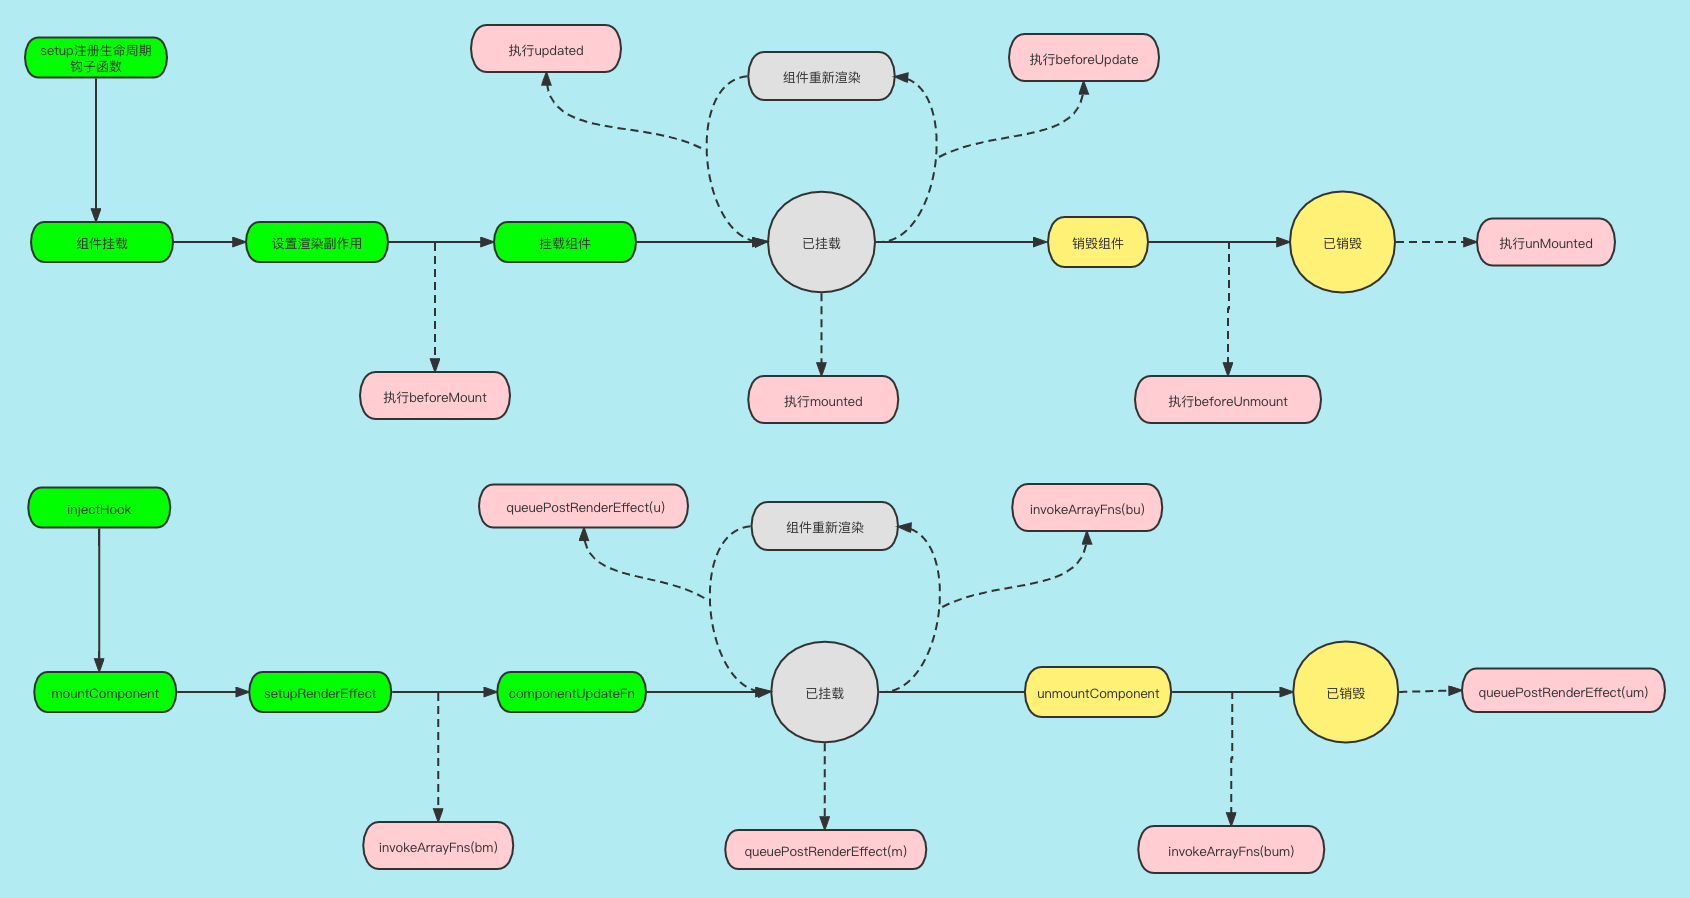 setup注册生命周期
钩子函数
执行updated
组件重新渲染
执行beforeUpdate
组件挂载
设置渲染副作用
挂载组件
已挂载
销毁组件
已销毁
执行unMounted
执行beforeMount
执行mounted
执行beforeUnmount
injectHook
queuePostRenderEffect(u)
组件重新渲染
invokeArrayFns(bu)
mountComponent
setupRenderEffect
componentUpdateFn
已挂载
unmountComponent
已销毁
queuePostRenderEffect(um)
invokeArrayFns(bm)
queuePostRenderEffect(m)
invokeArrayFns(bum)